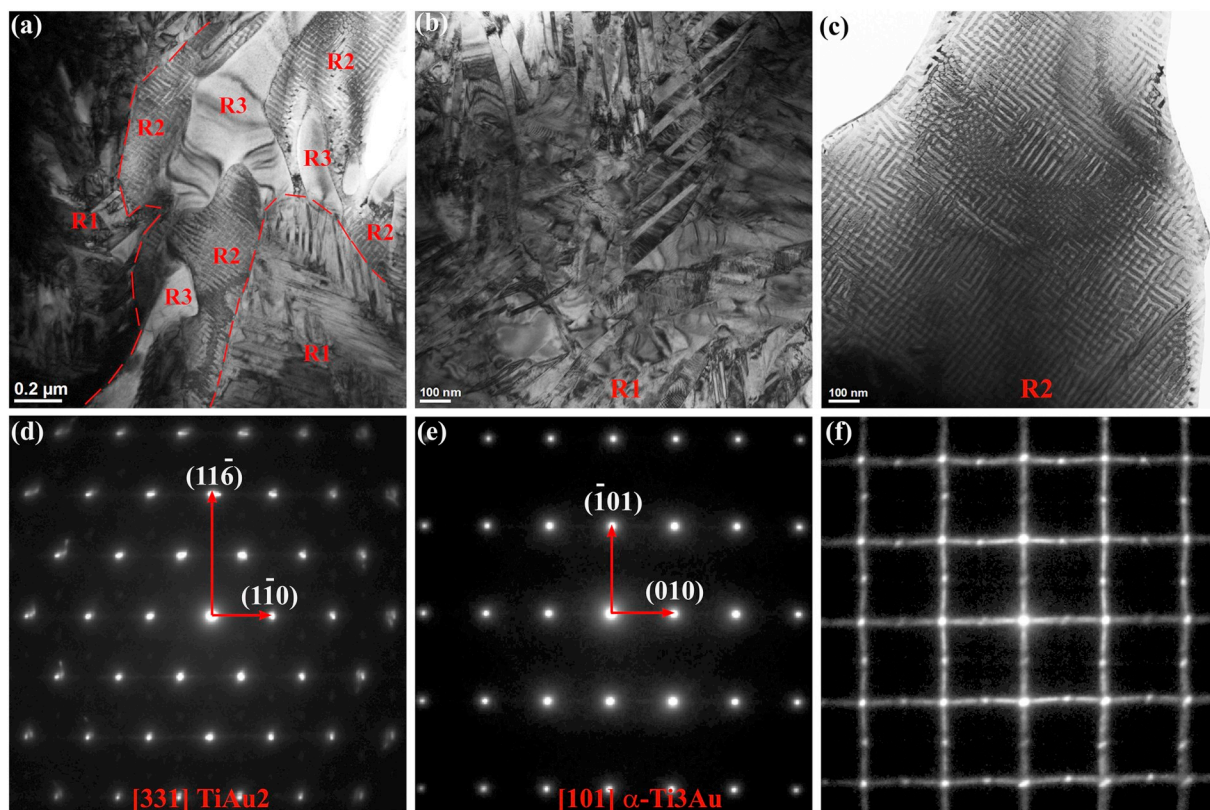 (a)
R2
R3
R2
R3
R1
R2
R2
R3
R1
0.2 μm
(b)
100 nm
R1
(c)
100 nm
R2
(d)
(116̄)
(11̄0)
[331] TiAu2
(e)
(1̄01)
(010)
[101] α-Ti3Au
(f)